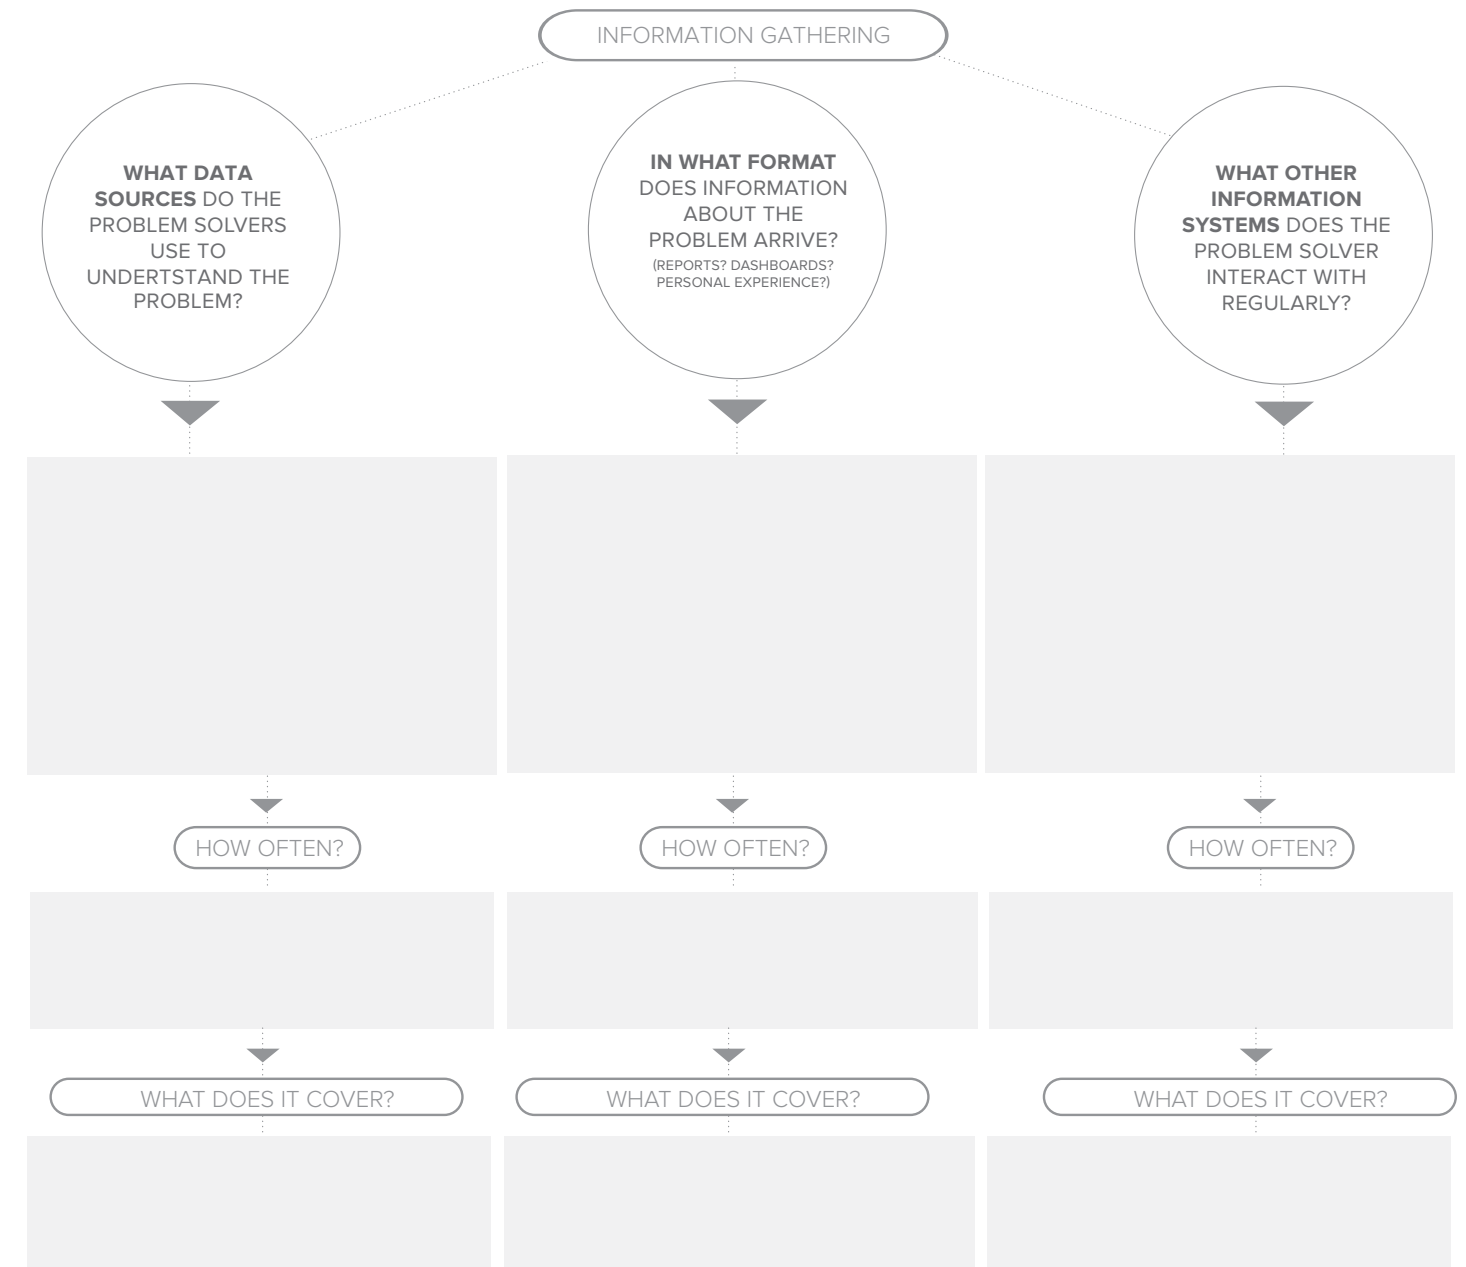 INFORMATION GATHERING
WHAT DATA
SOURCES DO THE
PROBLEM SOLVERS
USE TO
UNDERTSTAND THE
PROBLEM?
IN WHAT FORMAT
DOES INFORMATION
ABOUT THE
PROBLEM ARRIVE?
(REPORTS? DASHBOARDS?
PERSONAL EXPERIENCE?)
WHAT OTHER
INFORMATION
SYSTEMS DOES THE
PROBLEM SOLVER
INTERACT WITH
REGULARLY?
HOW OFTEN?
HOW OFTEN?
HOW OFTEN?
WHAT DOES IT COVER?
WHAT DOES IT COVER?
WHAT DOES IT COVER?